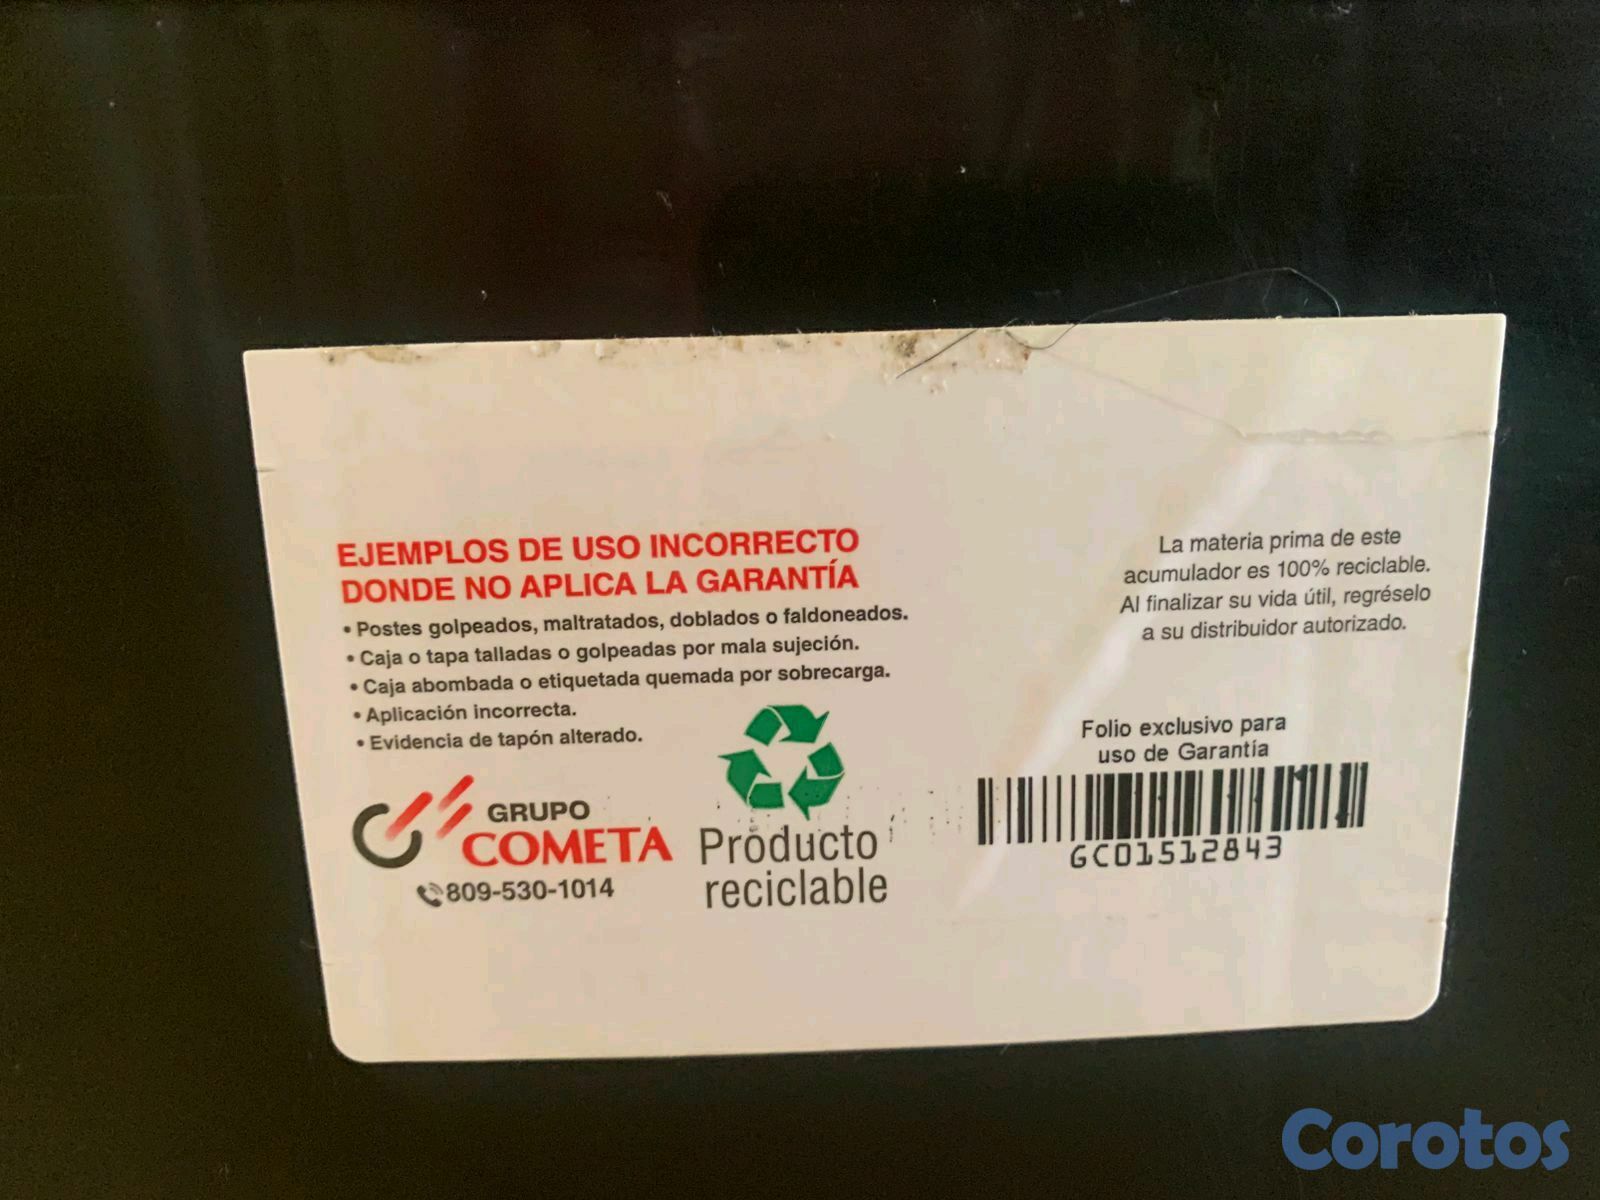 EJEMPLOS DE USO INCORRECTO
DONDE NO APLICA LA GARANTÍA
• Postes golpeados, maltratados, doblados o faldoneados.
• Caja o tapa talladas o golpeadas por mala sujeción.
• Caja abombada o etiquetada quemada por sobrecarga.
• Aplicación incorrecta.
• Evidencia de tapón alterado.
GRUPO
COMETA
809-530-1014
Producto
reciclable
La materia prima de este
acumulador es 100% reciclable.
Al finalizar su vida útil, regréselo
a su distribuidor autorizado.
Folio exclusivo para
uso de Garantía
GC01512843
Corotos